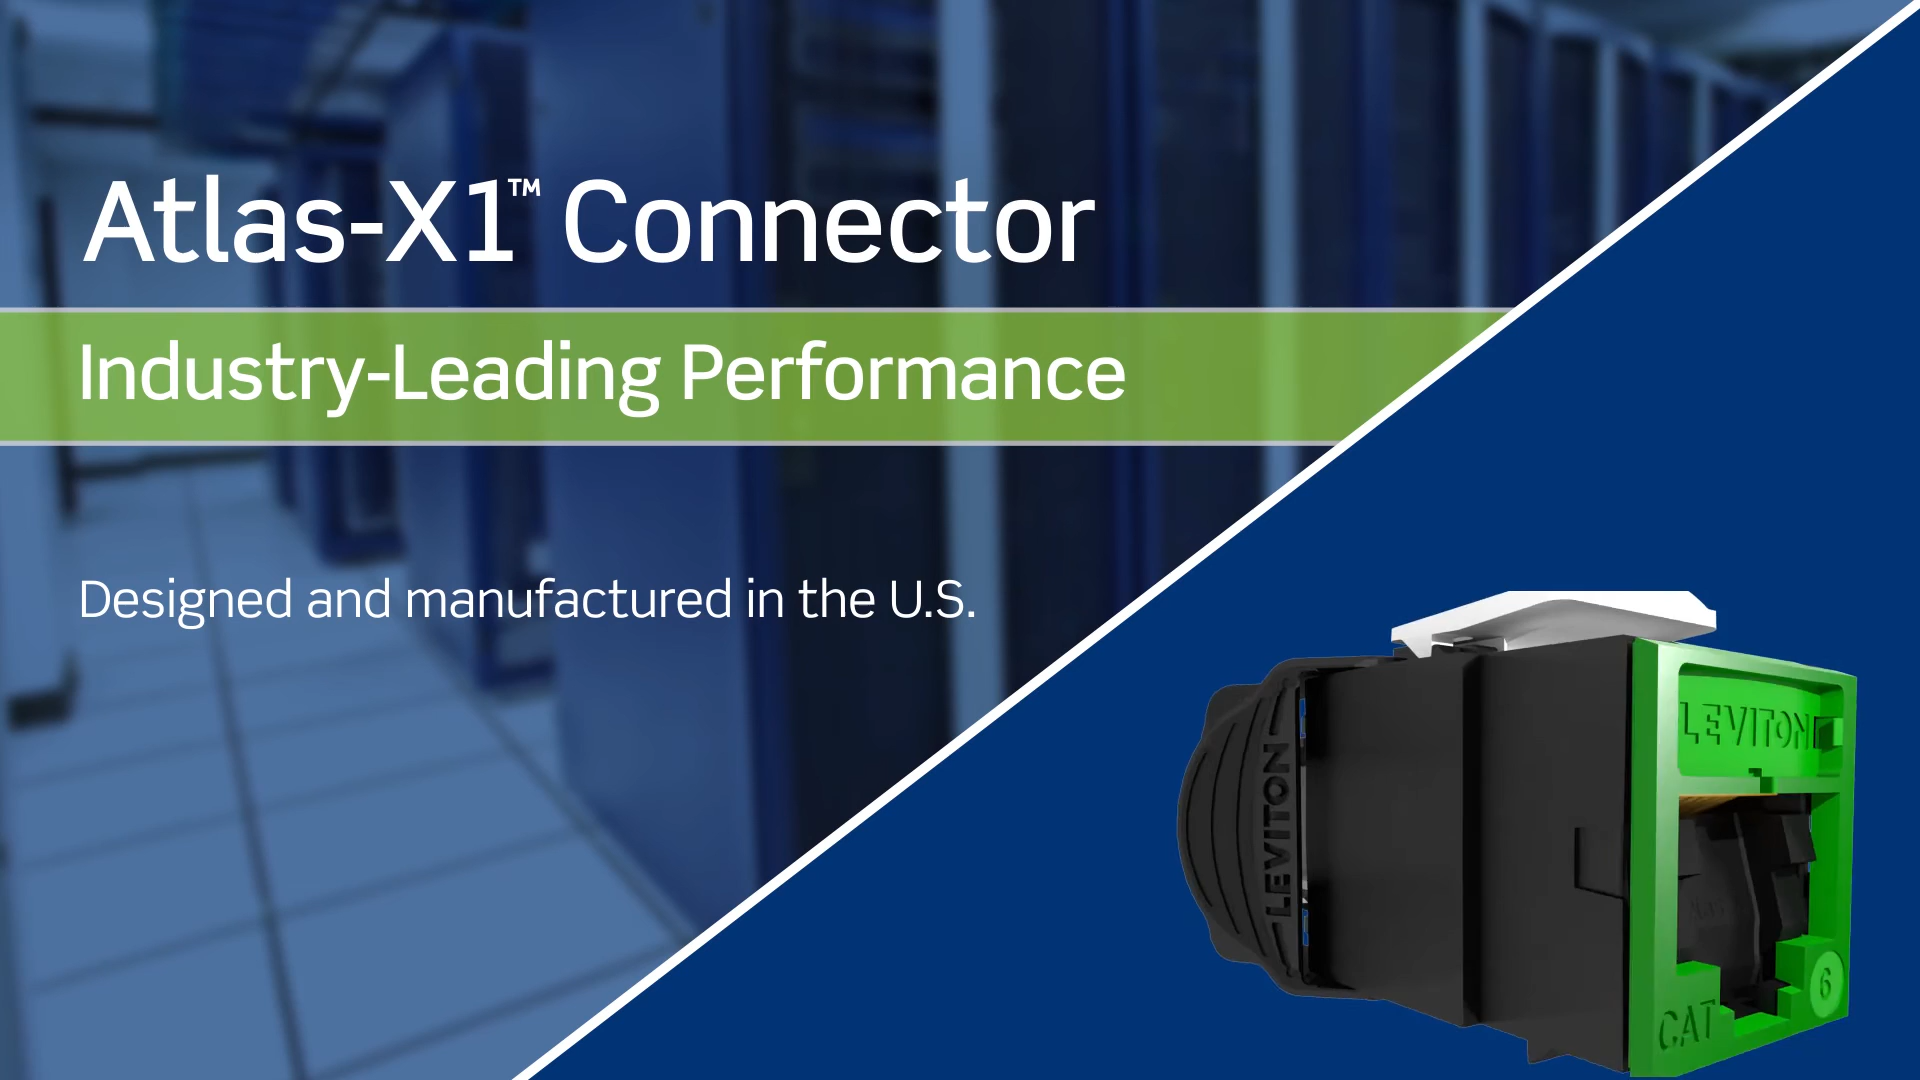 Atlas-X1™ Connector
Industry-Leading Performance
Designed and manufactured in the U.S.
LEVITON
LEVITON
CAT
6